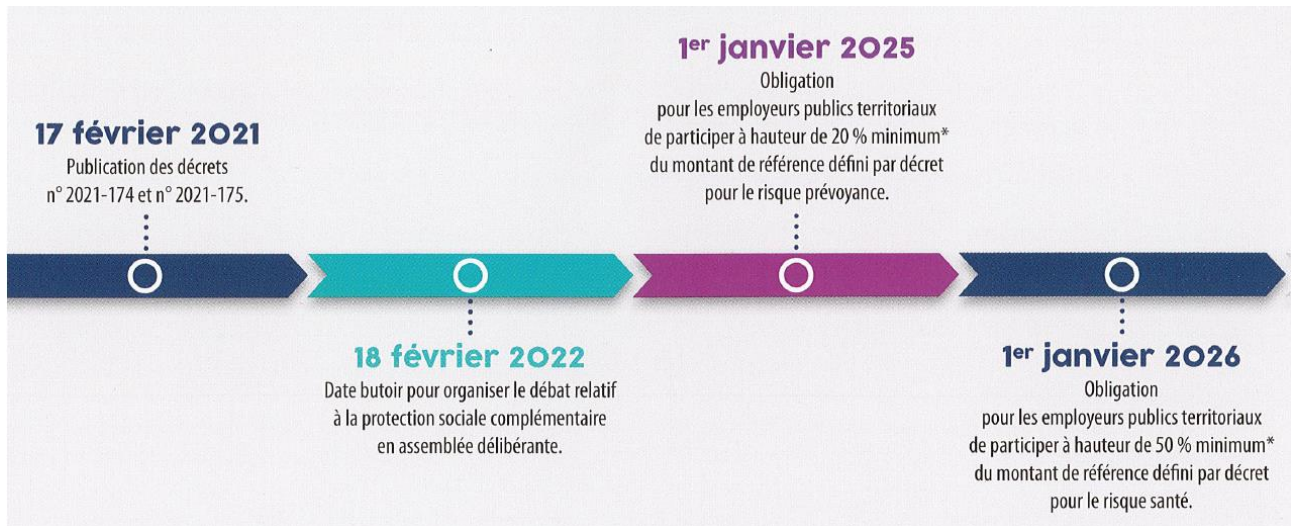 17 février 2021
Publication des décrets
n° 2021-174 et n° 2021-175.
18 février 2022
Date butoir pour organiser le débat relatif
à la protection sociale complémentaire
en assemblée délibérante.
1er janvier 2025
Obligation
pour les employeurs publics territoriaux
de participer à hauteur de 20 % minimum*
du montant de référence défini par décret
pour le risque prévoyance.
1er janvier 2026
Obligation
pour les employeurs publics territoriaux
de participer à hauteur de 50 % minimum*
du montant de référence défini par décret
pour le risque santé.